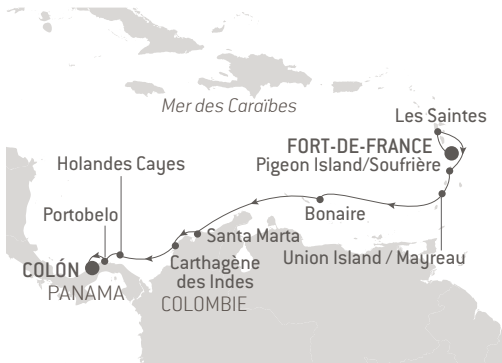 Les Saintes
Mer des Caraïbes
FORT-DE-FRANCE
Pigeon Island/Soufrière
Holandes Cayes
Portobelo
Bonaire
Santa Marta
Union Island / Mayreau
Carthagène
des Indes
COLÓN
PANAMA
COLOMBIE